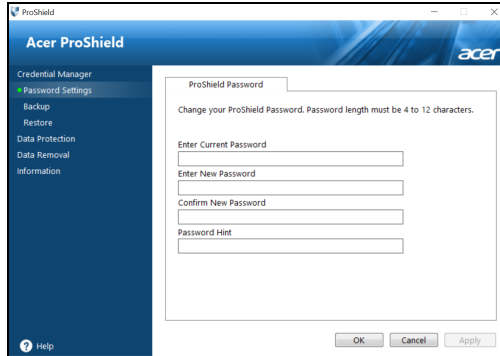 ProShield
Acer ProShield
acer
Credential Manager
Password Settings
Backup
Restore
Data Protection
Data Removal
Information
ProShield Password
Change your ProShield Password. Password length must be 4 to 12 characters.
Enter Current Password
Enter New Password
Confirm New Password
Password Hint
? Help
OK Cancel Apply